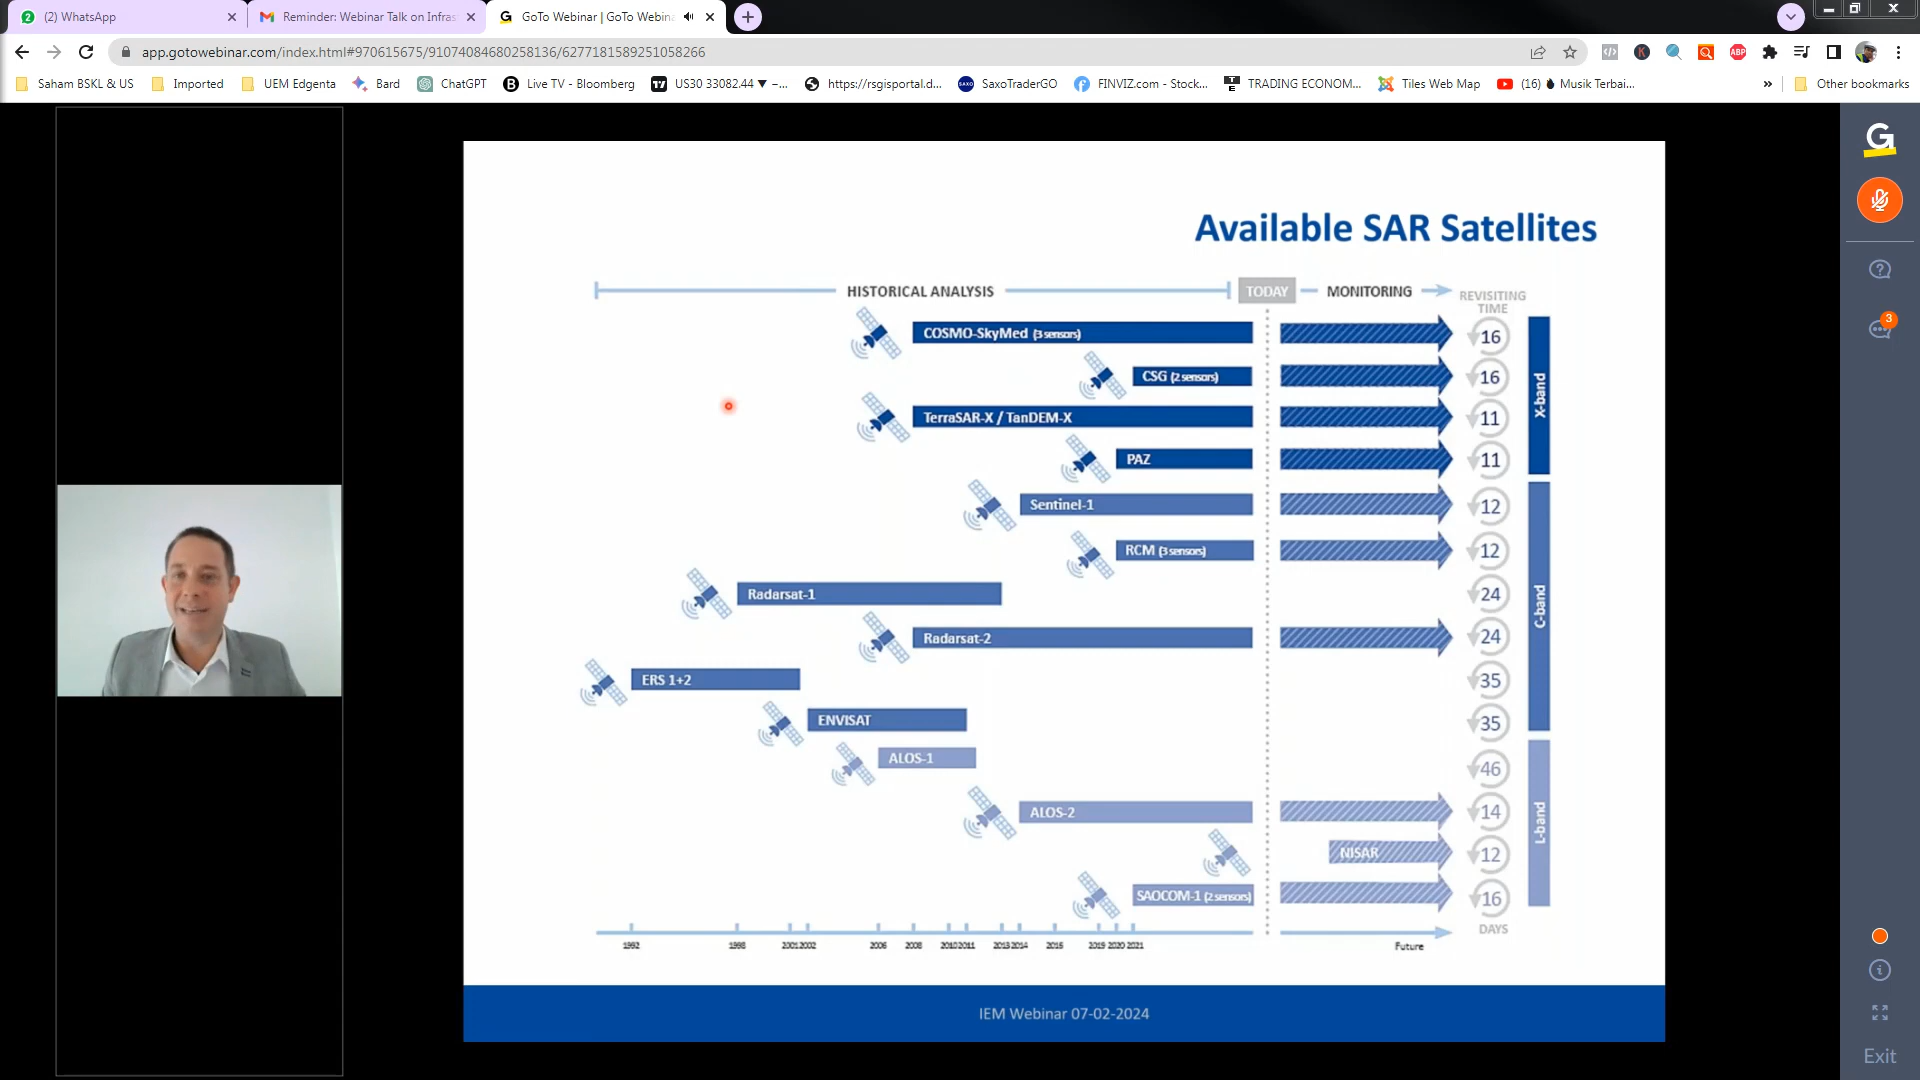 2
(2) WhatsApp
Reminder: Webinar Talk on Infras
GoTo Webinar | GoTo Webina
app.gotowebinar.com/index.html#970615675/91074084680258136/6277181589251058266
ABP
Saham BSKL & US
Imported
UEM Edgenta
Bard
ChatGPT
Live TV - Bloomberg
US30 33082.44 ▼ –...
https://rsgisportal.d...
SaxoTraderGO
FINVIZ.com - Stock...
TRADING ECONOM...
Tiles Web Map
(16) Musik Terbai...
»
Other bookmarks
G
3
Available SAR Satellites
HISTORICAL ANALYSIS
TODAY
MONITORING
REVISITING
TIME
COSMO-SkyMed (3 sensors)
16
CSG (2 sensors)
16
TerraSAR-X / TanDEM-X
11
PAZ
11
X-band
Sentinel-1
12
RCM (3 sensors)
12
Radarsat-1
24
Radarsat-2
24
ERS 1+2
35
ENVISAT
35
C-band
ALOS-1
46
ALOS-2
14
NISAR
12
SAOCOM-1 (2 sensors)
16
L-band
DAYS
1992
1998
2001 2002
2006
2008
2010 2011
2013 2014
2016
2019 2020 2021
Future
IEM Webinar 07-02-2024
Exit